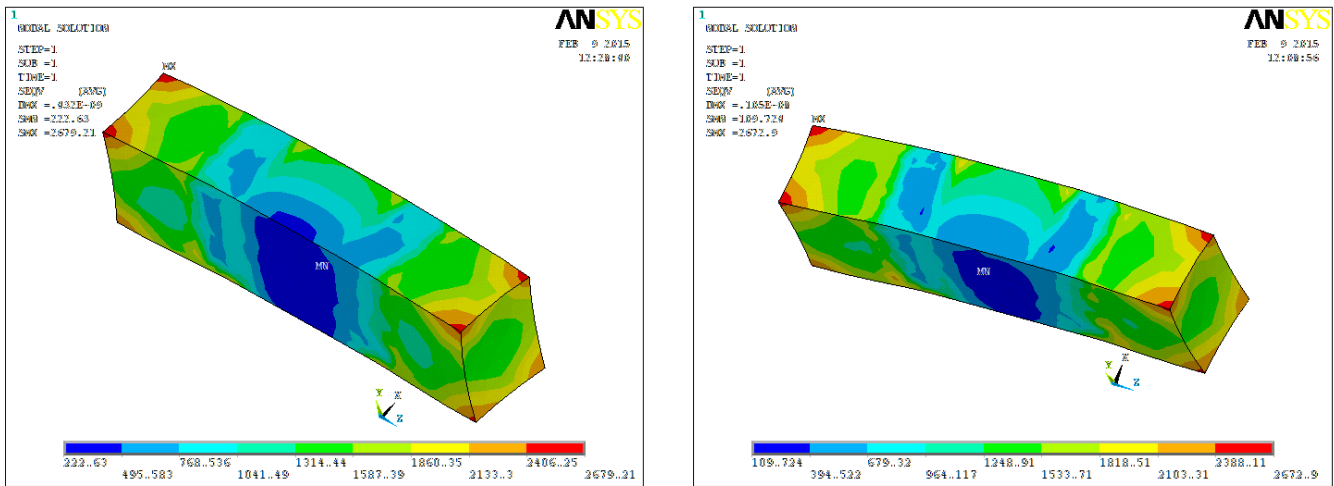 1
NODAL SOLUTION
STEP=1
SUB =1
TIME=1
SEQV (AVG)
DMX =.832E-09
SMN =222.63
SMX =2679.21
ANSYS
FEB 9 2015
12:28:40
MX
MN
Y X
Z
222.63 768.536 1314.44 1860.35 2406.25
495.583 1041.49 1587.39 2133.3 2679.21
1
NODAL SOLUTION
STEP=1
SUB =1
TIME=1
SEQV (AVG)
DMX =.105E-08
SMN =109.724
SMX =2672.9
ANSYS
FEB 9 2015
12:08:56
MX
MN
Y X
Z
109.724 679.32 1248.91 1818.51 2388.11
394.522 964.117 1533.71 2103.31 2672.9